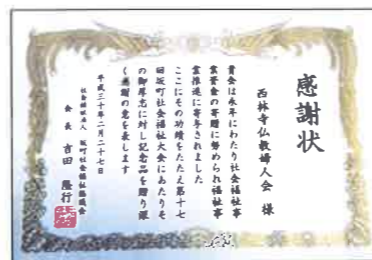 感謝状
西林寺仏教婦人会 様
貴会は永年にわたり社会福祉事
業資金の寄贈に努められ福祉事
業推進に寄与されました
ここにその功績をたたえ第十七
回坂町社会福祉大会にあたりそ
の御厚志に対し記念品を贈り深
く感謝の意を表します
平成三十年二月二十七日
社会福祉法人 坂町社会福祉協議会
会長 吉田 隆行